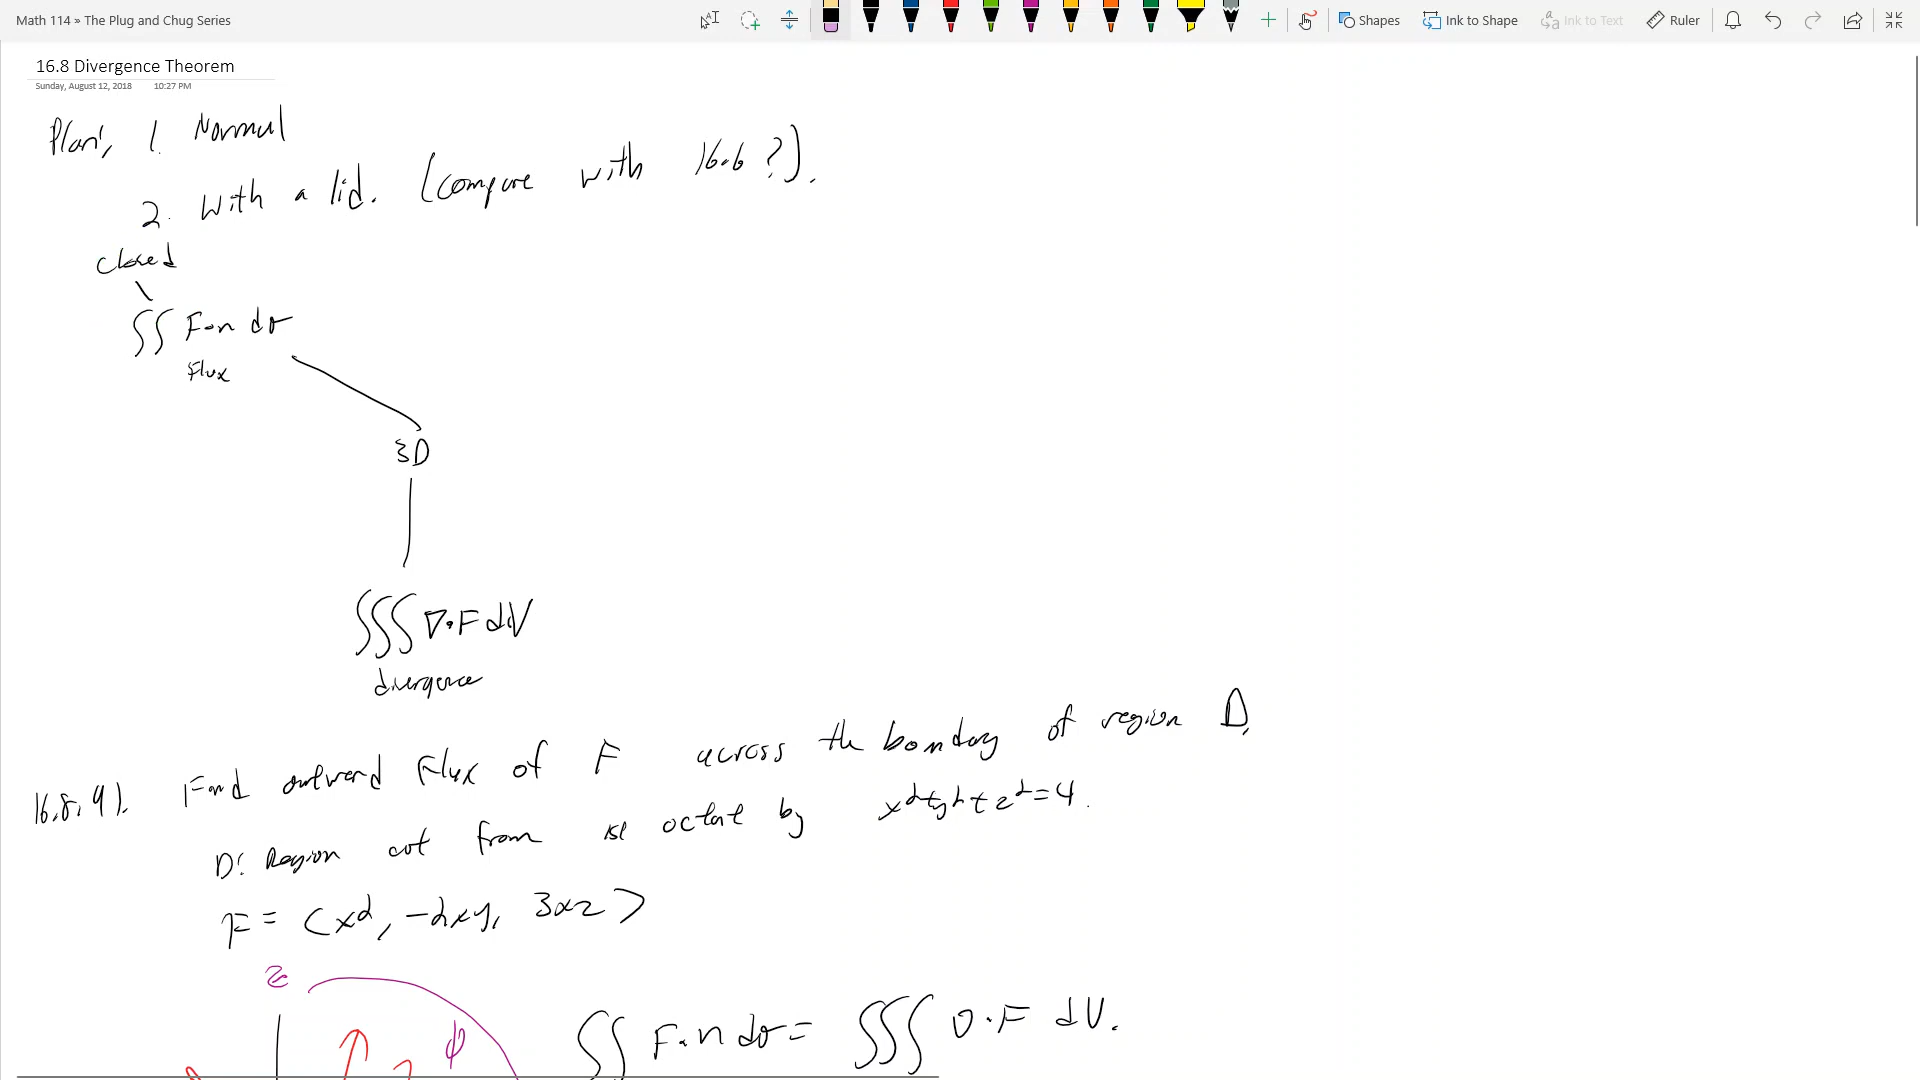 Math 114 » The Plug and Chug Series
Shapes
Ink to Shape
Ink to Text
Ruler
16.8 Divergence Theorem
Sunday, August 12, 2018 10:27 PM
Plan: 1. Normal
2. With a lid. (compare with 16.6?).
closed
∬ F·n dσ
Flux
3D
∭ ∇·F dV
divergence
16.8.9). Find outward Flux of F across the boundary of region D.
D: Region cut from 1st octant by x²+y²+z²=4.
F = <x², -2xy, 3xz>
z
φ
∬ F·n dσ = ∭ ∇·F dV.